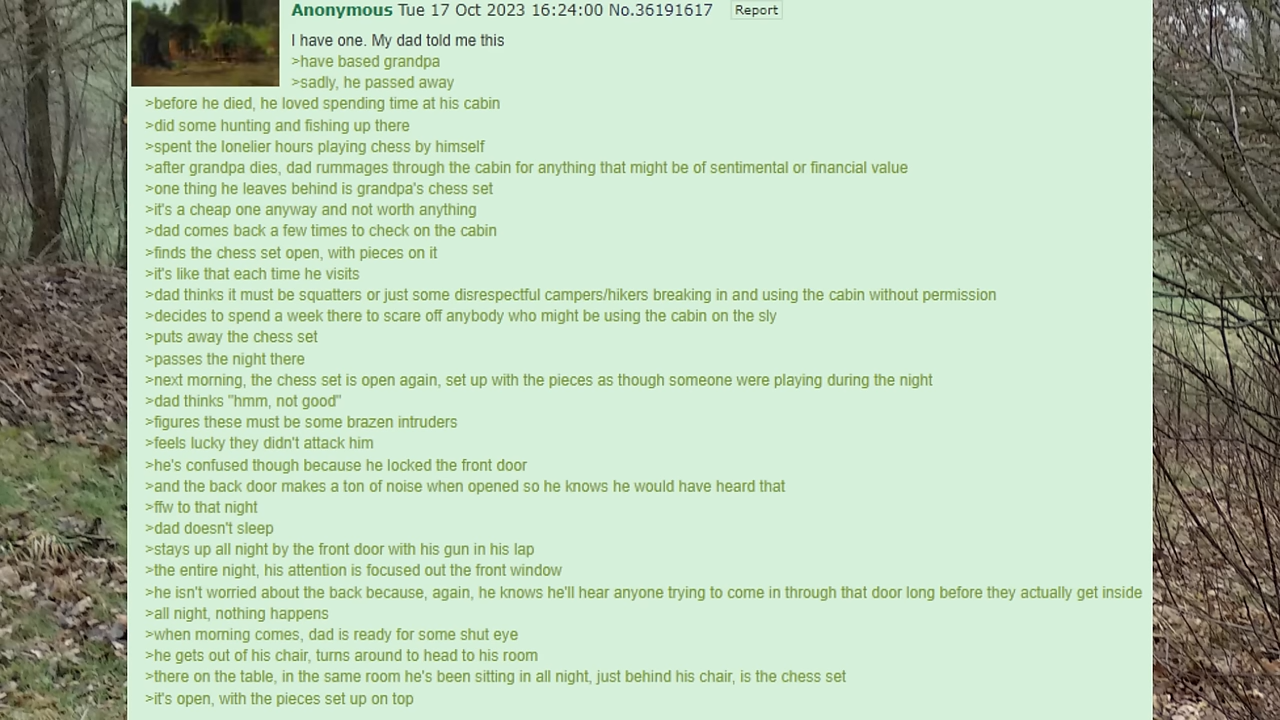 Anonymous Tue 17 Oct 2023 16:24:00 No.36191617 Report
I have one. My dad told me this
>have based grandpa
>sadly, he passed away
>before he died, he loved spending time at his cabin
>did some hunting and fishing up there
>spent the lonelier hours playing chess by himself
>after grandpa dies, dad rummages through the cabin for anything that might be of sentimental or financial value
>one thing he leaves behind is grandpa's chess set
>it's a cheap one anyway and not worth anything
>dad comes back a few times to check on the cabin
>finds the chess set open, with pieces on it
>it's like that each time he visits
>dad thinks it must be squatters or just some disrespectful campers/hikers breaking in and using the cabin without permission
>decides to spend a week there to scare off anybody who might be using the cabin on the sly
>puts away the chess set
>passes the night there
>next morning, the chess set is open again, set up with the pieces as though someone were playing during the night
>dad thinks "hmm, not good"
>figures these must be some brazen intruders
>feels lucky they didn't attack him
>he's confused though because he locked the front door
>and the back door makes a ton of noise when opened so he knows he would have heard that
>ffw to that night
>dad doesn't sleep
>stays up all night by the front door with his gun in his lap
>the entire night, his attention is focused out the front window
>he isn't worried about the back because, again, he knows he'll hear anyone trying to come in through that door long before they actually get inside
>all night, nothing happens
>when morning comes, dad is ready for some shut eye
>he gets out of his chair, turns around to head to his room
>there on the table, in the same room he's been sitting in all night, just behind his chair, is the chess set
>it's open, with the pieces set up on top